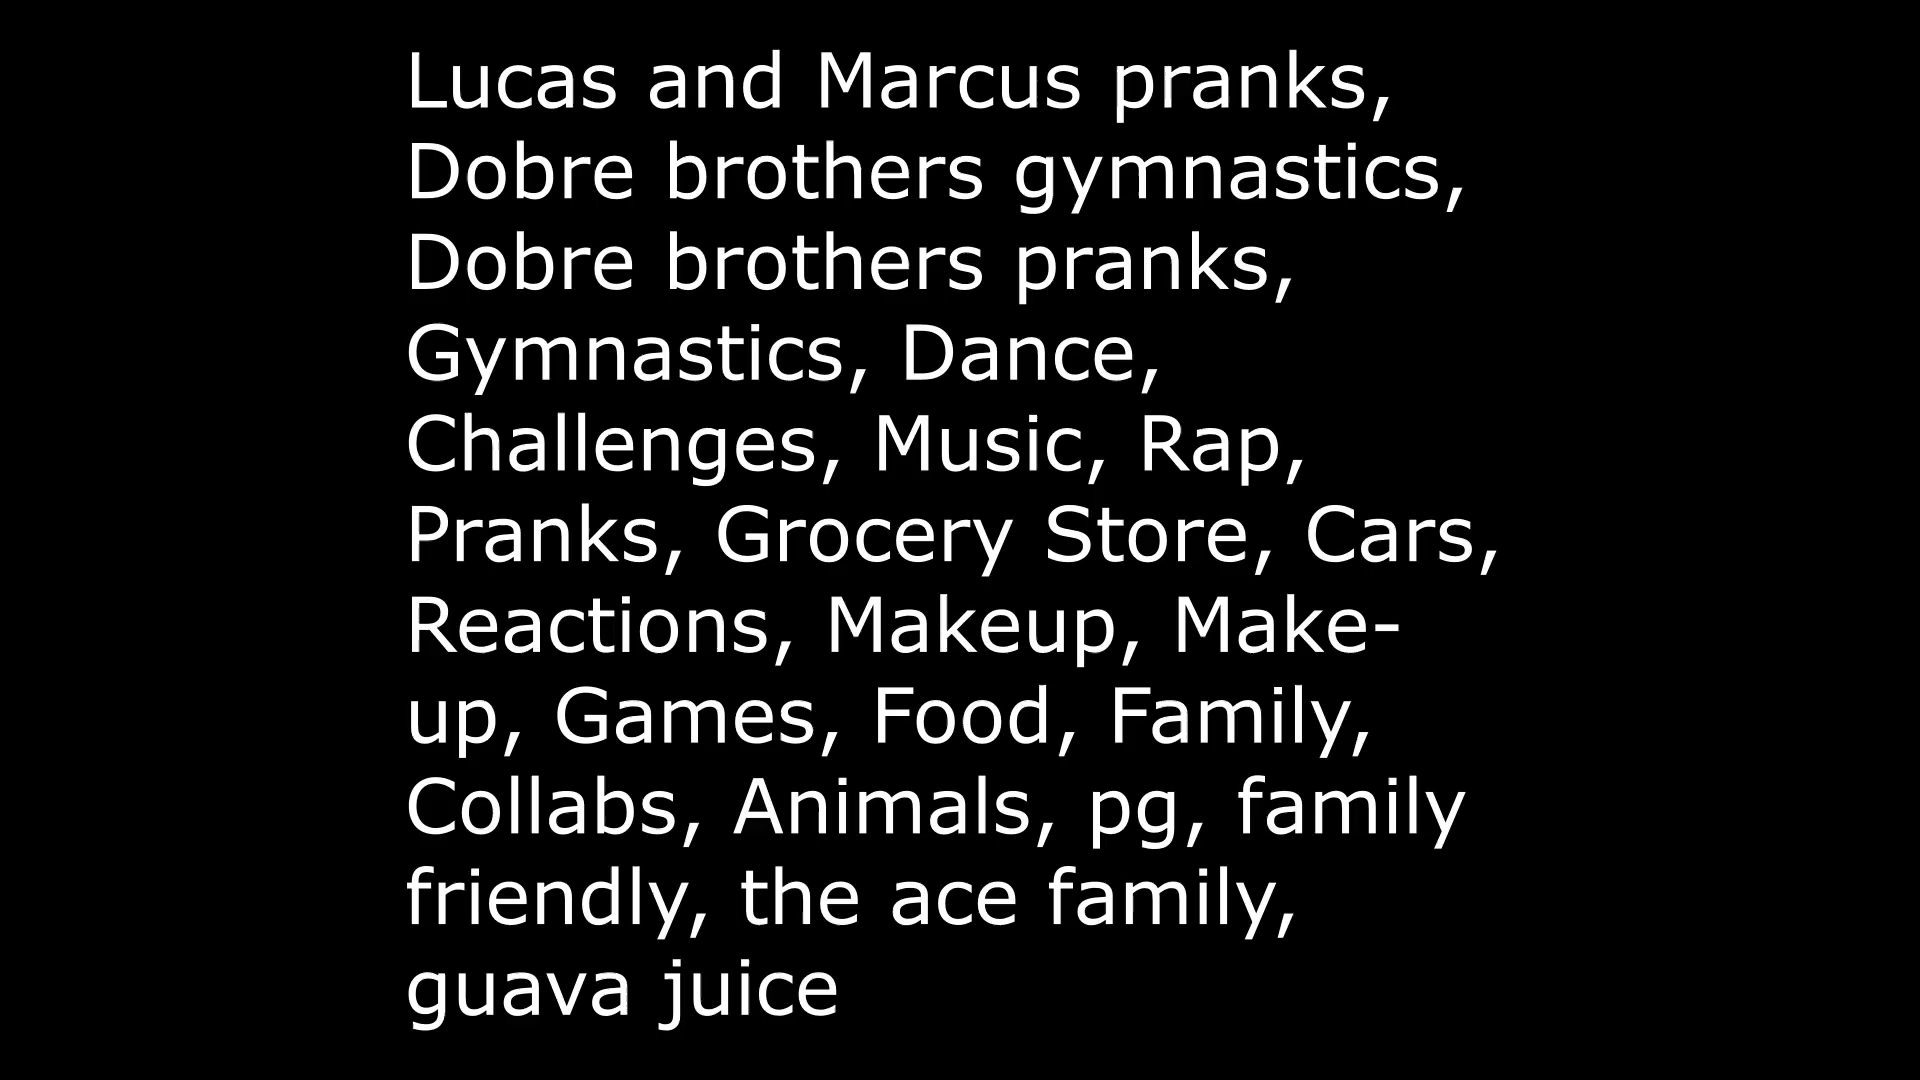 Lucas and Marcus pranks,
Dobre brothers gymnastics,
Dobre brothers pranks,
Gymnastics, Dance,
Challenges, Music, Rap,
Pranks, Grocery Store, Cars,
Reactions, Makeup, Make-
up, Games, Food, Family,
Collabs, Animals, pg, family
friendly, the ace family,
guava juice